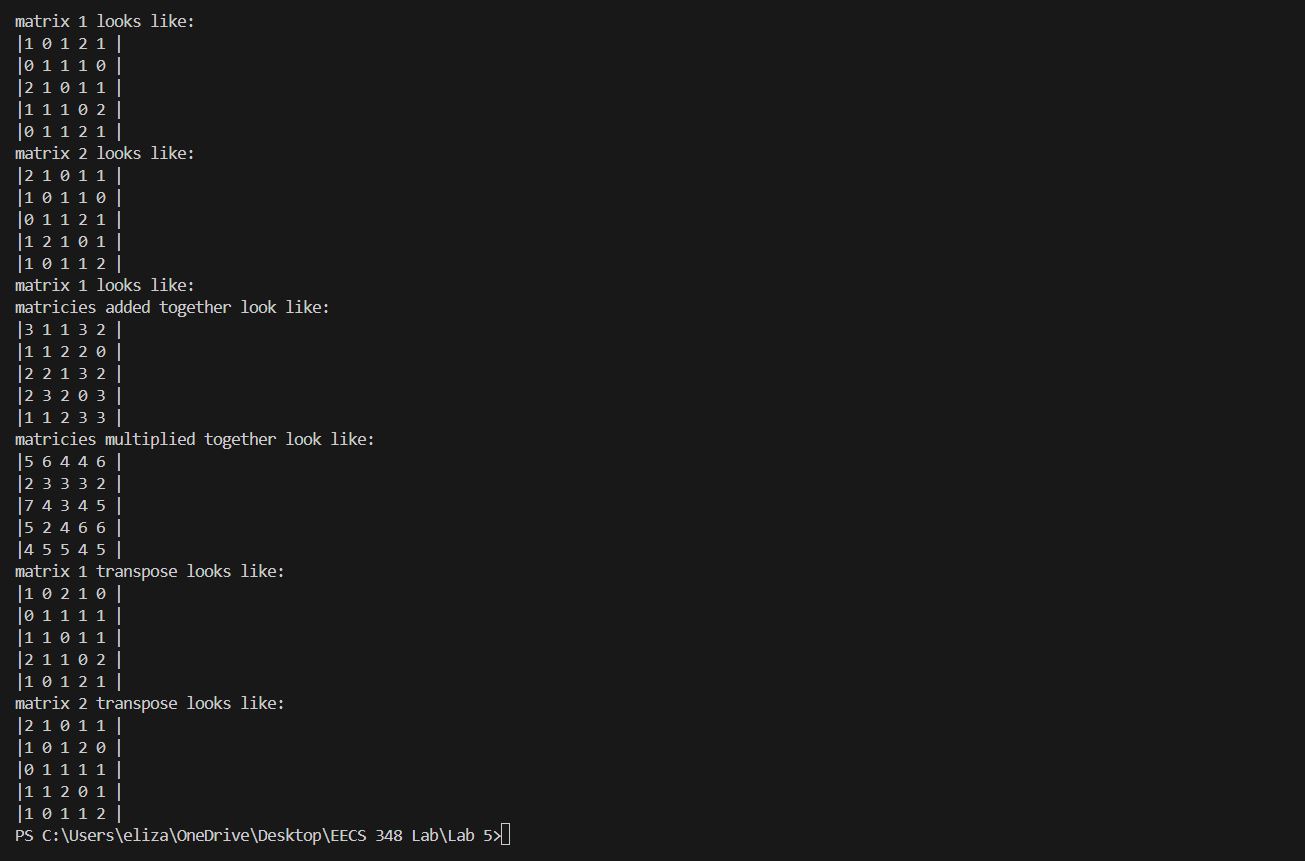 matrix 1 looks like:
|1 0 1 2 1 |
|0 1 1 1 0 |
|2 1 0 1 1 |
|1 1 1 0 2 |
|0 1 1 2 1 |
matrix 2 looks like:
|2 1 0 1 1 |
|1 0 1 1 0 |
|0 1 1 2 1 |
|1 2 1 0 1 |
|1 0 1 1 2 |
matrix 1 looks like:
matricies added together look like:
|3 1 1 3 2 |
|1 1 2 2 0 |
|2 2 1 3 2 |
|2 3 2 0 3 |
|1 1 2 3 3 |
matricies multiplied together look like:
|5 6 4 4 6 |
|2 3 3 3 2 |
|7 4 3 4 5 |
|5 2 4 6 6 |
|4 5 5 4 5 |
matrix 1 transpose looks like:
|1 0 2 1 0 |
|0 1 1 1 1 |
|1 1 0 1 1 |
|2 1 1 0 2 |
|1 0 1 2 1 |
matrix 2 transpose looks like:
|2 1 0 1 1 |
|1 0 1 2 0 |
|0 1 1 1 1 |
|1 1 2 0 1 |
|1 0 1 1 2 |
PS C:\Users\eliza\OneDrive\Desktop\EECS 348 Lab\Lab 5>